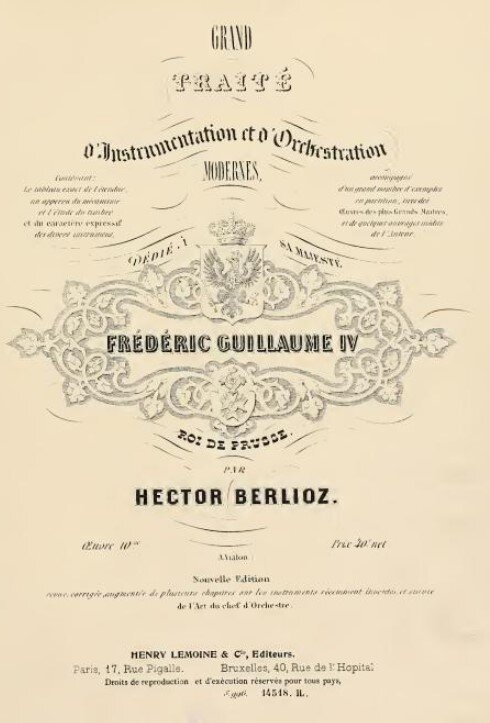 GRAND
TRAITÉ
d'Instrumentation et d'Orchestration
MODERNES,
Contenant:
le tableau exact de l'étendue,
un apperçu du mécanisme
et l'étude du timbre
et du caractère expressif
des divers instruments,
accompagné
d'un grand nombre d'exemples
en partition, tirés des
Œuvres des plus Grands Maîtres,
et de quelques ouvrages inédits
de l'Auteur.
DÉDIÉ À SA MAJESTÉ
FRÉDÉRIC GUILLAUME IV
ROI DE PRUSSE.
PAR
HECTOR BERLIOZ.
Œuvre 10me
Prix 40f net
A.Vialon
Nouvelle Edition
revue, corrigée, augmentée de plusieurs chapitres sur les instruments récemment inventés, et suivie
de l'Art du chef d'Orchestre.
HENRY LEMOINE & Cie, Editeurs.
Paris, 17, Rue Pigalle. Bruxelles, 40, Rue de l'Hopital
Droits de reproduction et d'exécution réservés pour tous pays,
14518. H.